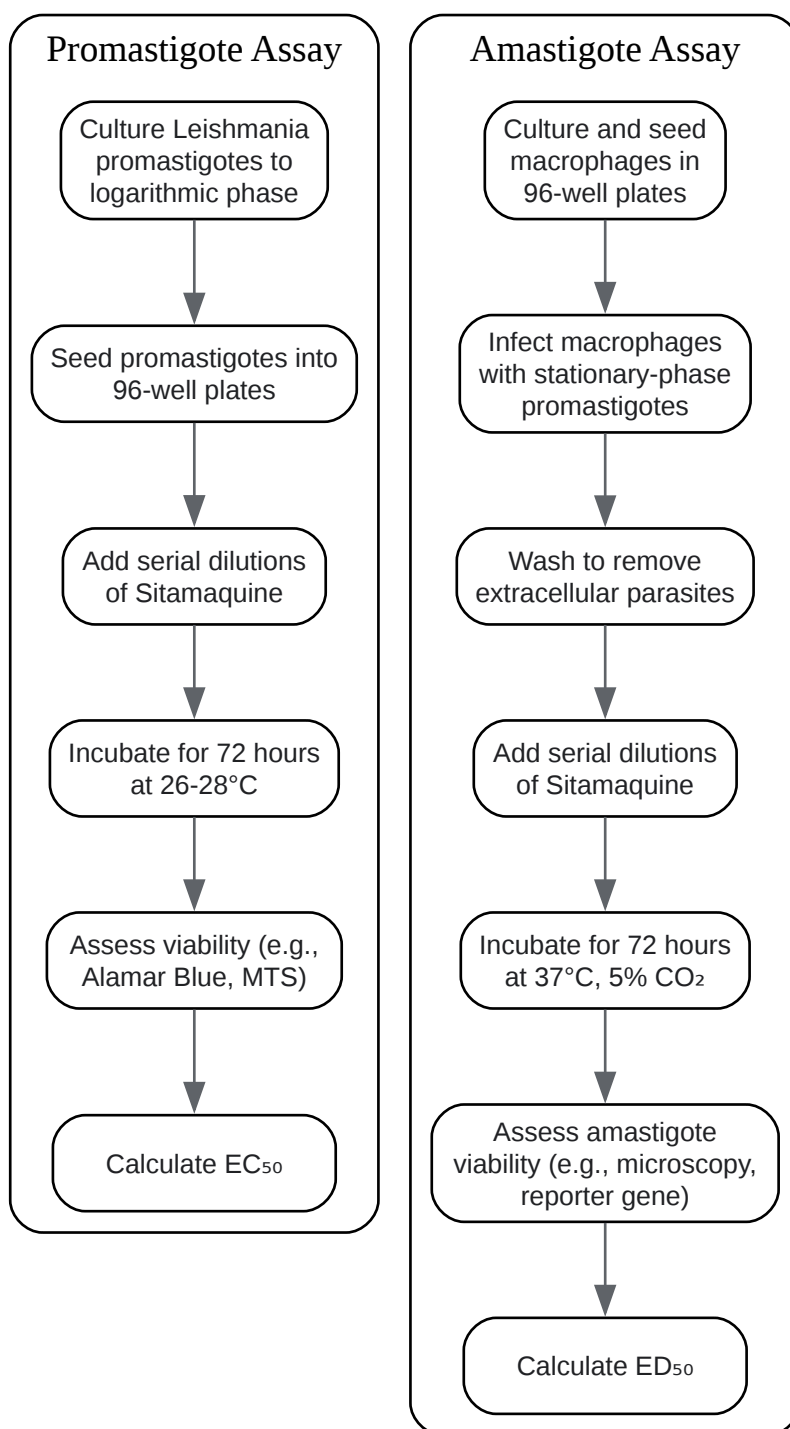 Promastigote Assay
Culture Leishmania
promastigotes to
logarithmic phase
Seed promastigotes into
96-well plates
Add serial dilutions
of Sitamaquine
Incubate for 72 hours
at 26-28°C
Assess viability (e.g.,
Alamar Blue, MTS)
Calculate EC₅₀
Amastigote Assay
Culture and seed
macrophages in
96-well plates
Infect macrophages
with stationary-phase
promastigotes
Wash to remove
extracellular parasites
Add serial dilutions
of Sitamaquine
Incubate for 72 hours
at 37°C, 5% CO₂
Assess amastigote
viability (e.g., microscopy,
reporter gene)
Calculate ED₅₀